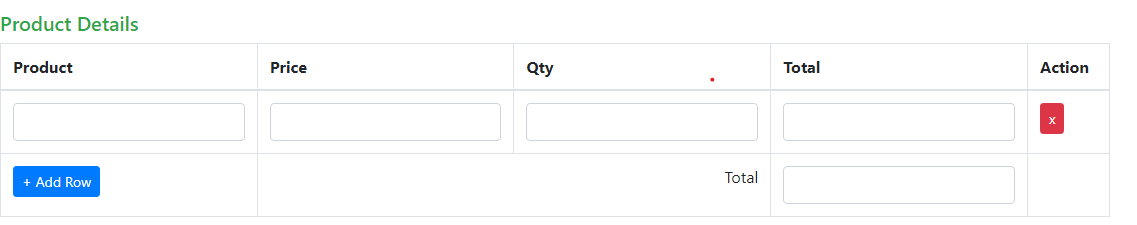 Product Details
Product Price Qty Total Action
x
+ Add Row Total